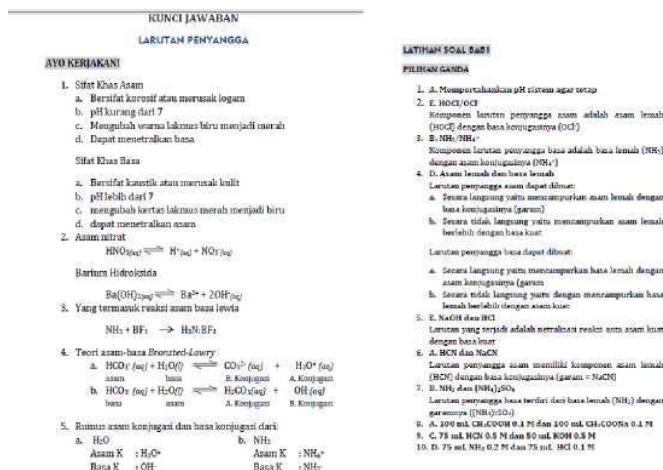 KUNCI JAWABAN
LARUTAN PENYANGGA
AYO KERJAKAN!
1. Sifat Khas Asam
a. Bersifat korosif atau merusak logam
b. pH kurang dari 7
c. Mengubah warna lakmus biru menjadi merah
d. Dapat menetralkan basa
Sifat Khas Basa
a. Bersifat kaustik atau merusak kulit
b. pH lebih dari 7
c. mengubah kertas lakmus merah menjadi biru
d. dapat menetralkan asam
2. Asam nitrat
HNO₃(aq) ⇌ H⁺(aq) + NO₃⁻(aq)
Barium Hidroksida
Ba(OH)₂(aq) ⇌ Ba²⁺ + 2OH⁻(aq)
3. Yang termasuk reaksi asam basa lewis
NH₃ + BF₃ → H₃N:BF₃
4. Teori asam-basa Bronsted-Lowry
a. HCO₃⁻ (aq) + H₂O(l) ⇌ CO₃²⁻ (aq) + H₃O⁺ (aq)
asam basa B. Konjugasi A. Konjugasi
b. HCO₃⁻ (aq) + H₂O(l) ⇌ H₂CO₃(aq) + OH⁻(aq)
basa asam A. Konjugasi B. Konjugasi
5. Rumus asam konjugasi dan basa konjugasi dari:
a. H₂O b. NH₃
Asam K : H₃O⁺ Asam K : NH₄⁺
Basa K : OH⁻ Basa K : NH₂⁻
LATIHAN SOAL BAB I
PILIHAN GANDA
1. A. Mempertahankan pH sistem agar tetap
2. E. HOCl/OCl⁻
Komponen larutan penyangga asam adalah asam lemah
(HOCl) dengan basa konjugasinya (OCl⁻)
3. B. NH₃/NH₄⁺
Komponen larutan penyangga basa adalah basa lemah (NH₃)
dengan asam konjugasinya (NH₄⁺)
4. D. Asam lemah dan basa lemah
Larutan penyangga asam dapat dibuat:
a. Secara langsung yaitu mencampurkan asam lemah dengan
basa konjugasinya (garam)
b. Secara tidak langsung yaitu mencampurkan asam lemah
berlebih dengan basa kuat
Larutan penyangga basa dapat dibuat:
a. Secara langsung yaitu mencampurkan basa lemah dengan
asam konjugasinya (garam
b. Secara tidak langsung yaitu dengan mencampurkan basa
lemah berlebih dengan asam kuat
5. E. NaOH dan HCl
Larutan yang terjadi adalah netralisasi reaksi anta asam kuat
dengan basa kuat
6. A. HCN dan NaCN
Larutan penyangga asam memiliki komponen asam lemah
(HCN) dengan basa konjugasinya (garam = NaCN)
7. B. NH₃ dan (NH₄)₂SO₄
Larutan penyangga basa terdiri dari basa lemah (NH₃) dengan
garamnya ((NH₄)₂SO₄)
8. A. 100 mL CH₃COOH 0.1 M dan 100 mL CH₃COONa 0.1 M
9. C. 75 mL HCN 0.5 M dan 50 mL KOH 0.5 M
10. D. 75 mL NH₃ 0.2 M dan 75 mL HCl 0.1 M